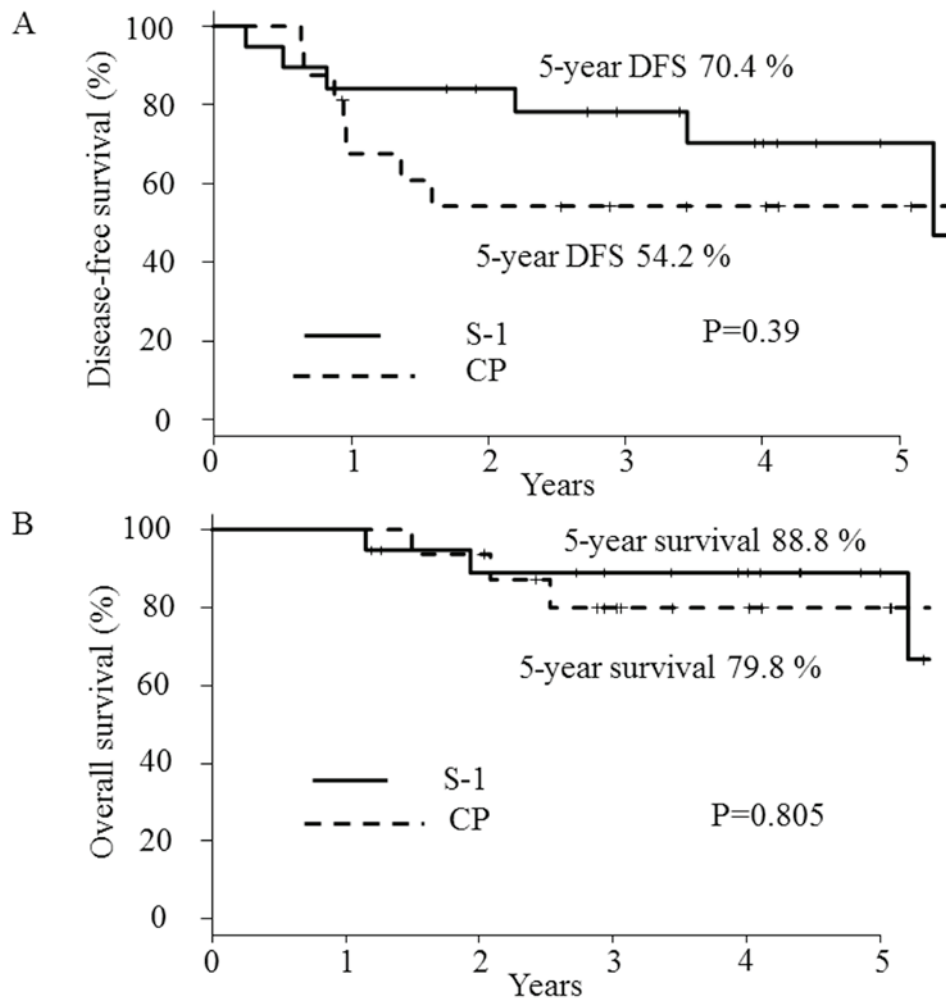 A
Disease-free survival (%)
100
80
60
40
20
0
5-year DFS 70.4 %
5-year DFS 54.2 %
S-1
CP
P=0.39
0 1 2 3 4 5
Years
B
Overall survival (%)
100
80
60
40
20
0
5-year survival 88.8 %
5-year survival 79.8 %
S-1
CP
P=0.805
0 1 2 3 4 5
Years